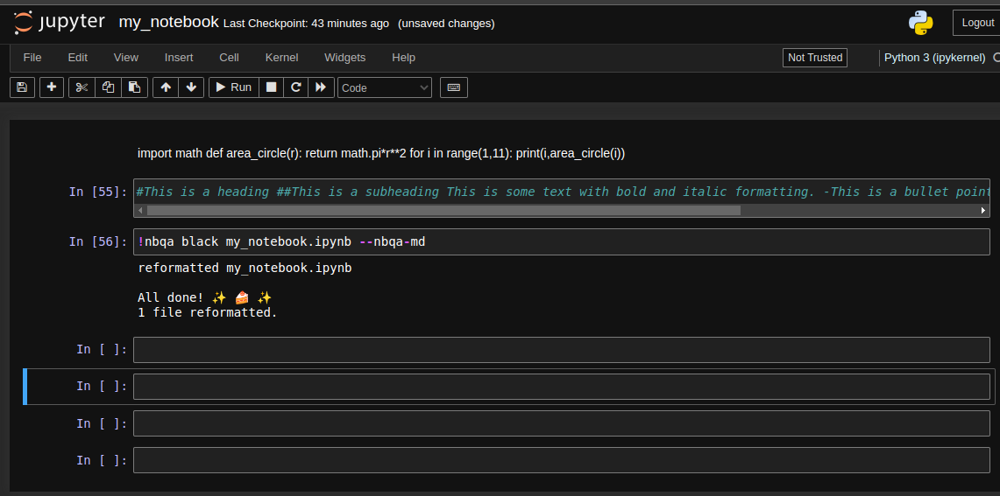 jupyter my_notebook Last Checkpoint: 43 minutes ago (unsaved changes) Logout
File Edit View Insert Cell Kernel Widgets Help Not Trusted Python 3 (ipykernel)
Run Code
import math def area_circle(r): return math.pi*r**2 for i in range(1,11): print(i,area_circle(i))
In [55]: #This is a heading ##This is a subheading This is some text with bold and italic formatting. -This is a bullet point
In [56]: !nbqa black my_notebook.ipynb --nbqa-md
reformatted my_notebook.ipynb
All done! ✨ 🍰 ✨
1 file reformatted.
In [ ]:
In [ ]:
In [ ]:
In [ ]: